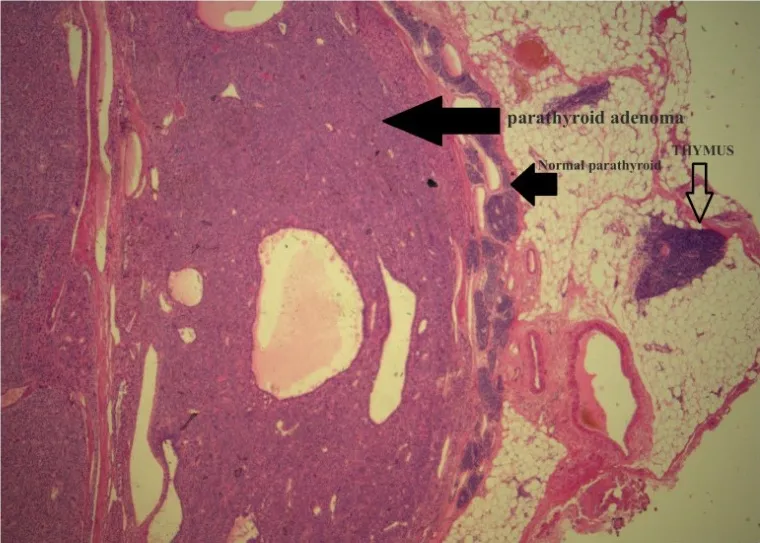 parathyroid adenoma
THYMUS
Normal parathyroid